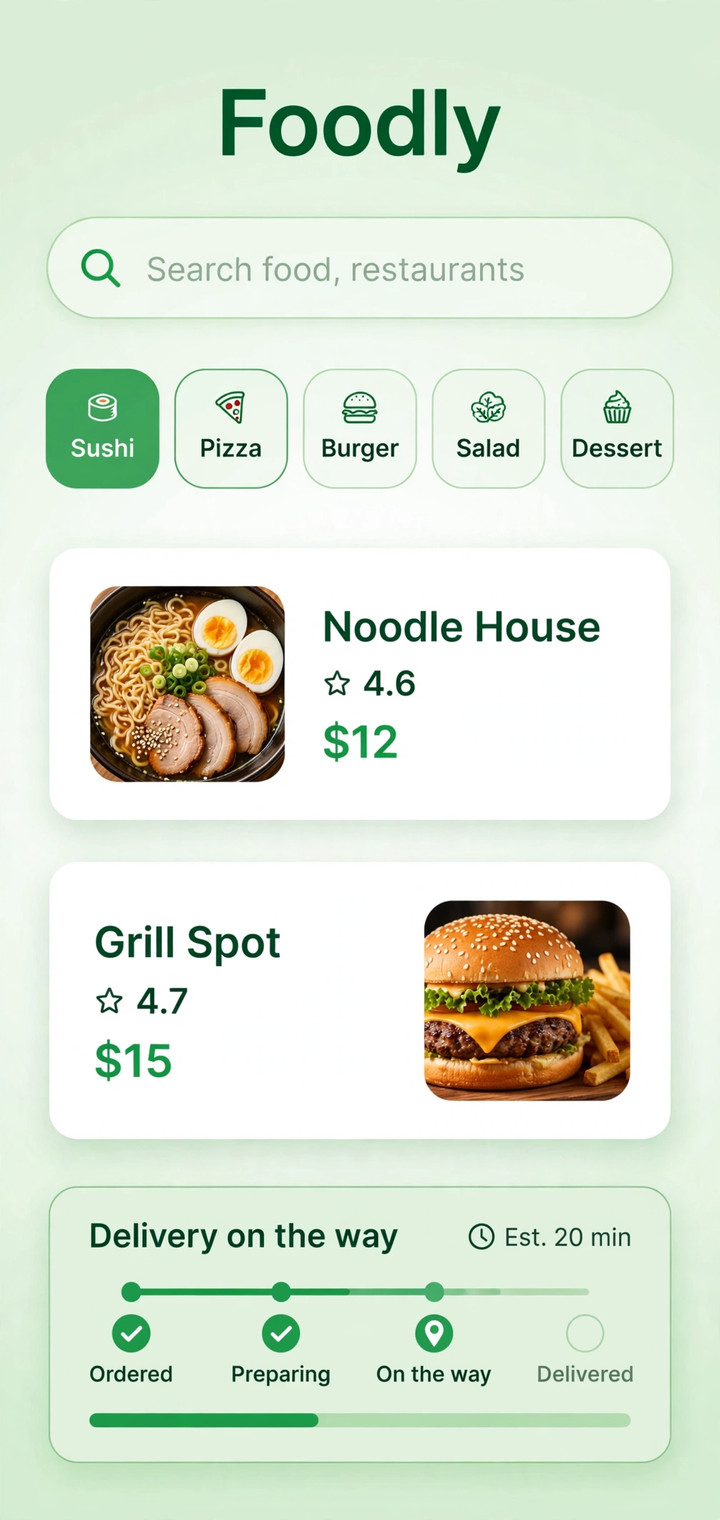 Foodly
Search food, restaurants
Sushi
Pizza
Burger
Salad
Dessert
Noodle House
4.6
$12
Grill Spot
4.7
$15
Delivery on the way
Est. 20 min
Ordered
Preparing
On the way
Delivered